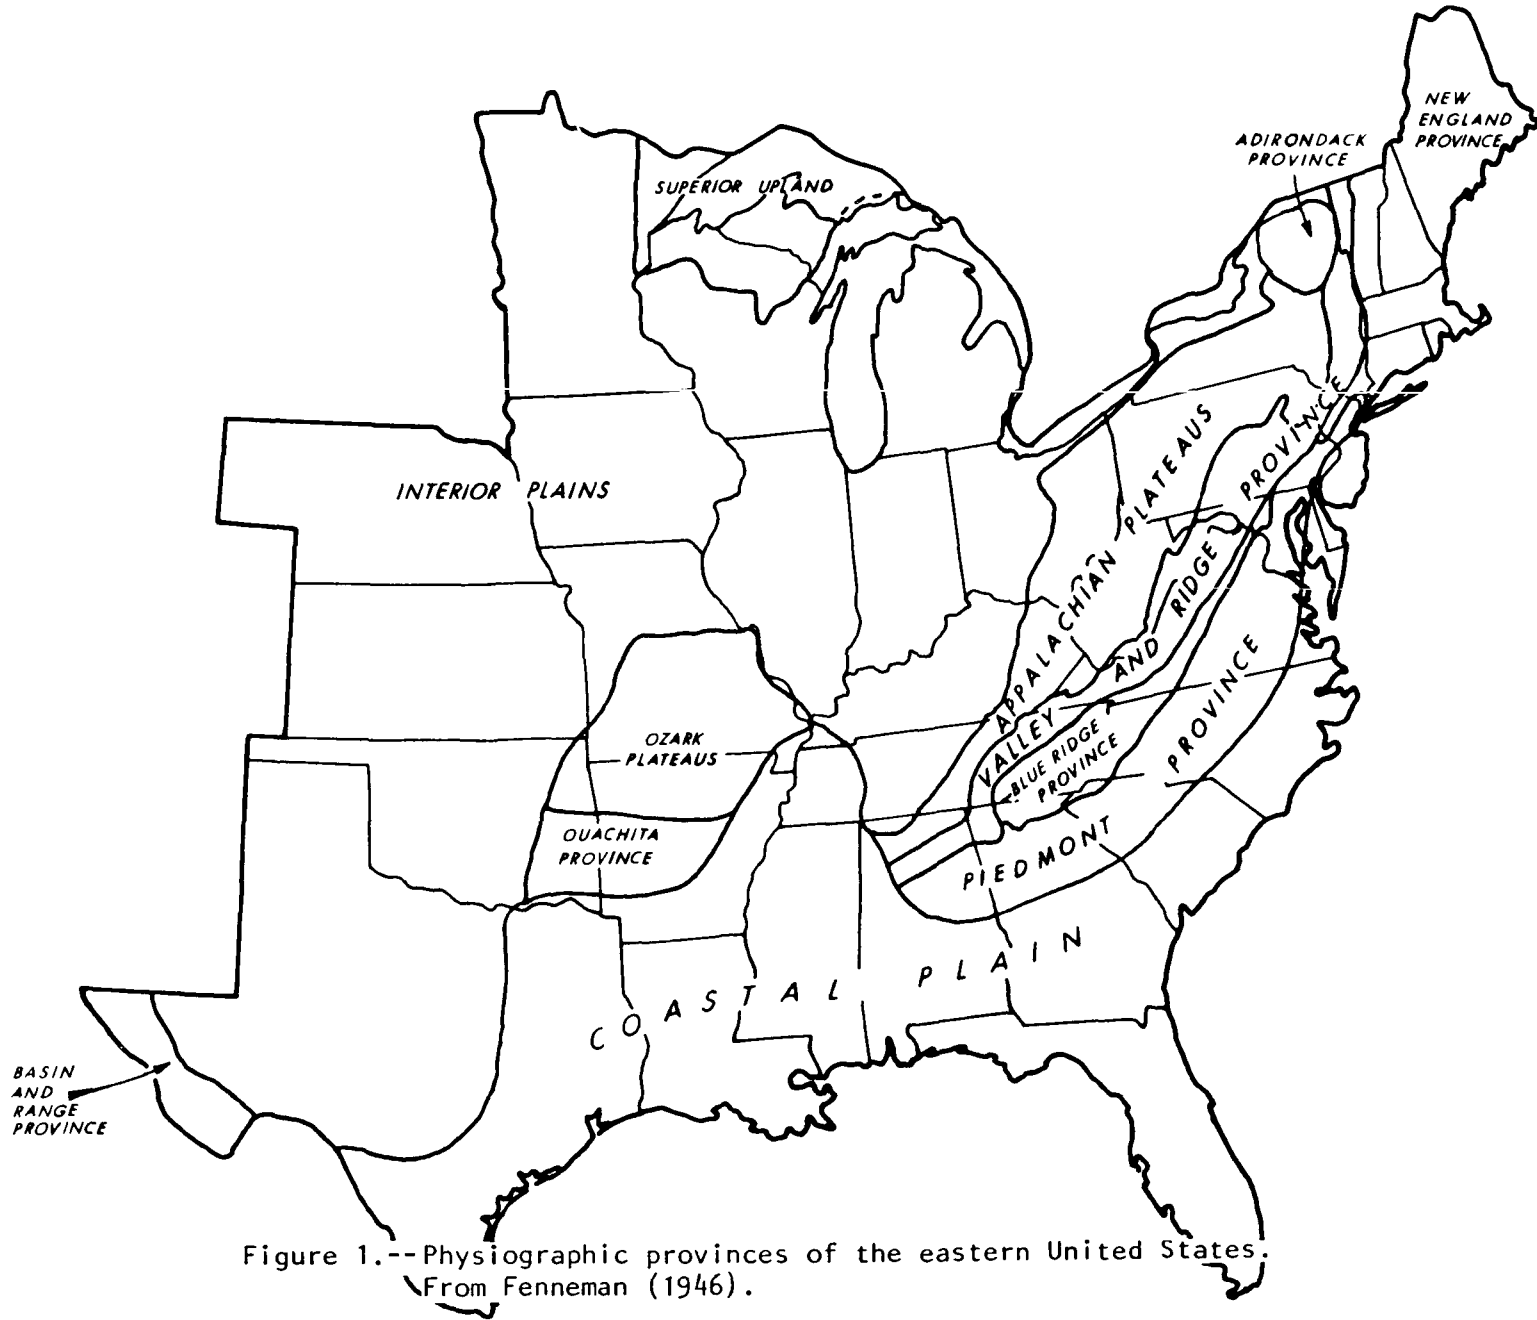 NEW
ENGLAND
PROVINCE
ADIRONDACK
PROVINCE
SUPERIOR UPLAND
INTERIOR PLAINS
APPALACHIAN PLATEAUS
VALLEY AND RIDGE PROVINCE
BLUE RIDGE
PROVINCE
PIEDMONT PROVINCE
OZARK
PLATEAUS
OUACHITA
PROVINCE
COASTAL PLAIN
BASIN
AND
RANGE
PROVINCE
Figure 1.--Physiographic provinces of the eastern United States.
From Fenneman (1946).